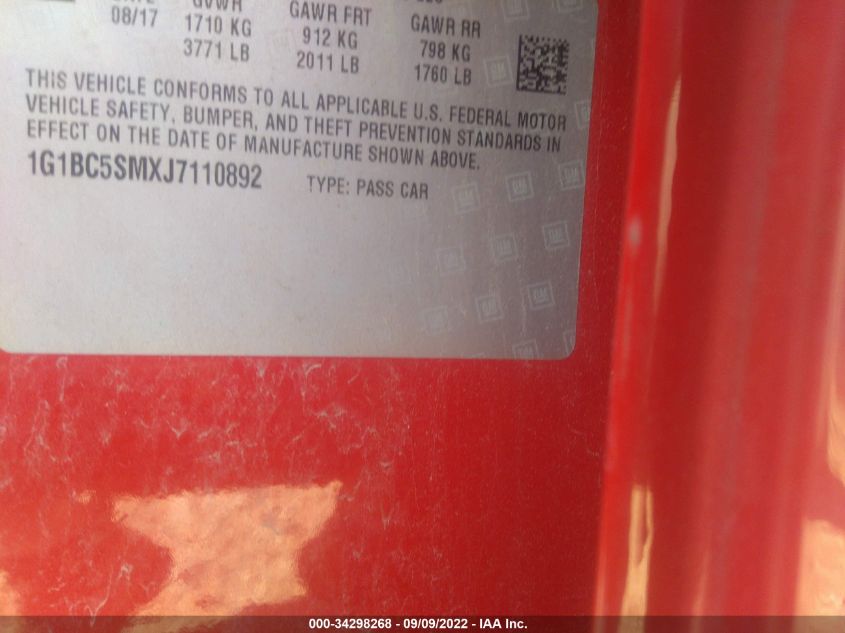 08/17 1710 KG 912 KG 798 KG
3771 LB 2011 LB 1760 LB
GVWR GAWR FRT GAWR RR
THIS VEHICLE CONFORMS TO ALL APPLICABLE U.S. FEDERAL MOTOR
VEHICLE SAFETY, BUMPER, AND THEFT PREVENTION STANDARDS IN
EFFECT ON THE DATE OF MANUFACTURE SHOWN ABOVE.
1G1BC5SMXJ7110892 TYPE: PASS CAR
GM
000-34298268 - 09/09/2022 - IAA Inc.